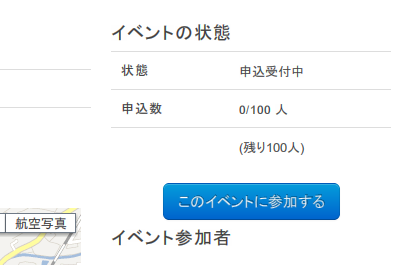 イベントの状態
状態 申込受付中
申込数 0/100 人
(残り100人)
このイベントに参加する
航空写真
イベント参加者